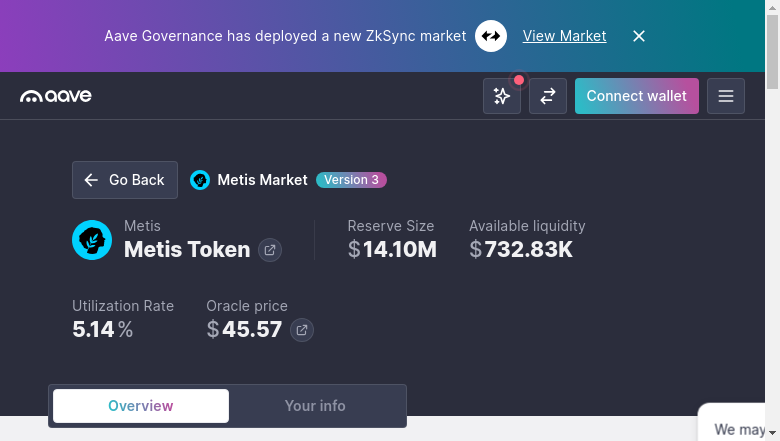 Aave Governance has deployed a new ZkSync market View Market
aave
Connect wallet
Go Back
Metis Market
Version 3
Metis
Metis Token
Reserve Size
$14.10M
Available liquidity
$732.83K
Utilization Rate
5.14%
Oracle price
$45.57
Overview
Your info
We may